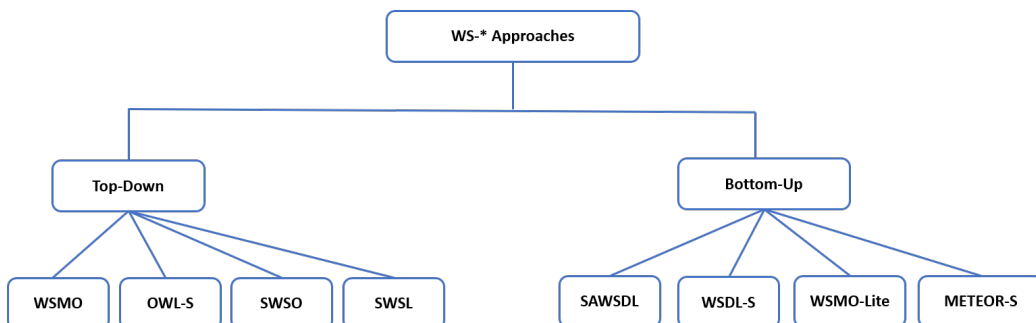 WS-* Approaches
Top-Down
Bottom-Up
WSMO
OWL-S
SWSO
SWSL
SAWSDL
WSDL-S
WSMO-Lite
METEOR-S